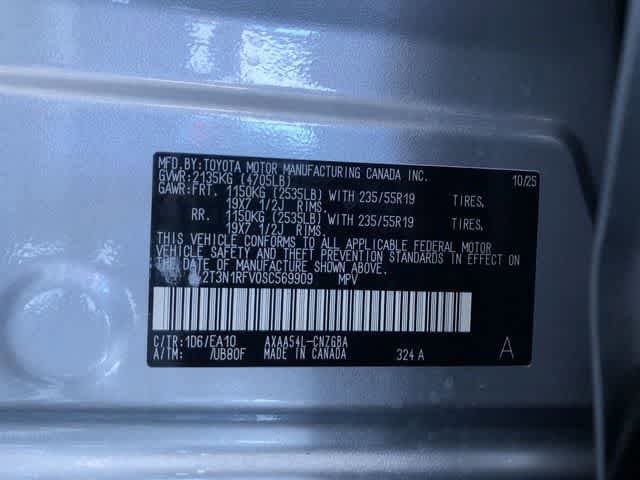 MFD.BY:TOYOTA MOTOR MANUFACTURING CANADA INC. 10/25
GVWR:2135KG (4705LB)
GAWR:FRT. 1150KG (2535LB) WITH 235/55R19 TIRES,
19X7 1/2J RIMS
RR. 1150KG (2535LB) WITH 235/55R19 TIRES,
19X7 1/2J RIMS
THIS VEHICLE CONFORMS TO ALL APPLICABLE FEDERAL MOTOR
VEHICLE SAFETY AND THEFT PREVENTION STANDARDS IN
EFFECT ON THE DATE OF MANUFACTURE SHOWN ABOVE.
2T3N1RFV0SC569909 MPV
C/TR:1D6/EA10 AXAA54L-CNZGBA
A/TM: /UB80F MADE IN CANADA 324 A A